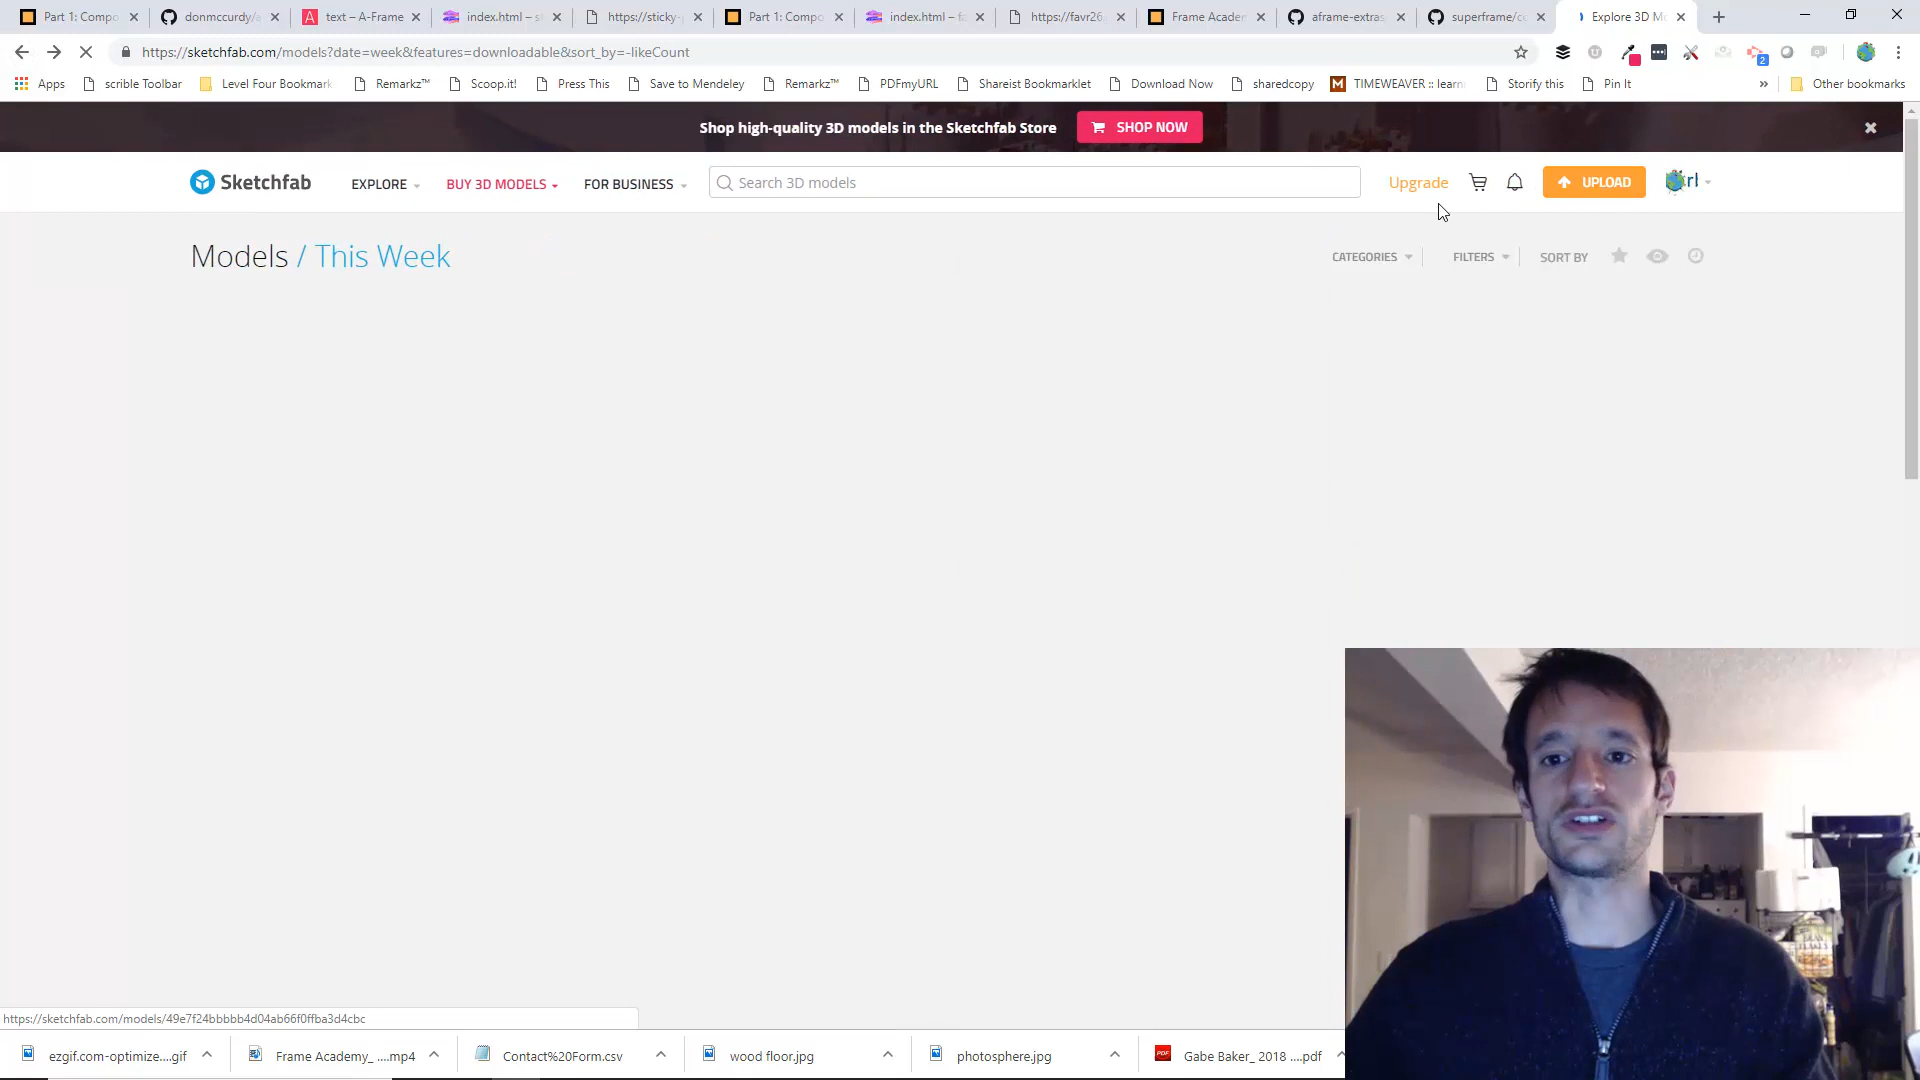 Part 1: Compo
donmccurdy/a
text – A-Frame
index.html – s
https://sticky-
Part 1: Compo
index.html – fa
https://favr26.
Frame Academ
aframe-extras
superframe/co
Explore 3D Mo
https://sketchfab.com/models?date=week&features=downloadable&sort_by=-likeCount
Apps
scrible Toolbar
Level Four Bookmark
Remarkz™
Scoop.it!
Press This
Save to Mendeley
Remarkz™
PDFmyURL
Shareist Bookmarklet
Download Now
sharedcopy
TIMEWEAVER :: learn
Storify this
Pin It
»
Other bookmarks
Shop high-quality 3D models in the Sketchfab Store
SHOP NOW
Sketchfab
EXPLORE
BUY 3D MODELS
FOR BUSINESS
Search 3D models
Upgrade
UPLOAD
rl
Models / This Week
CATEGORIES
FILTERS
SORT BY
https://sketchfab.com/models/49e7f24bbbbb4d04ab66f0ffba3d4cbc
ezgif.com-optimize....gif
Frame Academy_ ....mp4
Contact%20Form.csv
wood floor.jpg
photosphere.jpg
Gabe Baker_ 2018 ....pdf